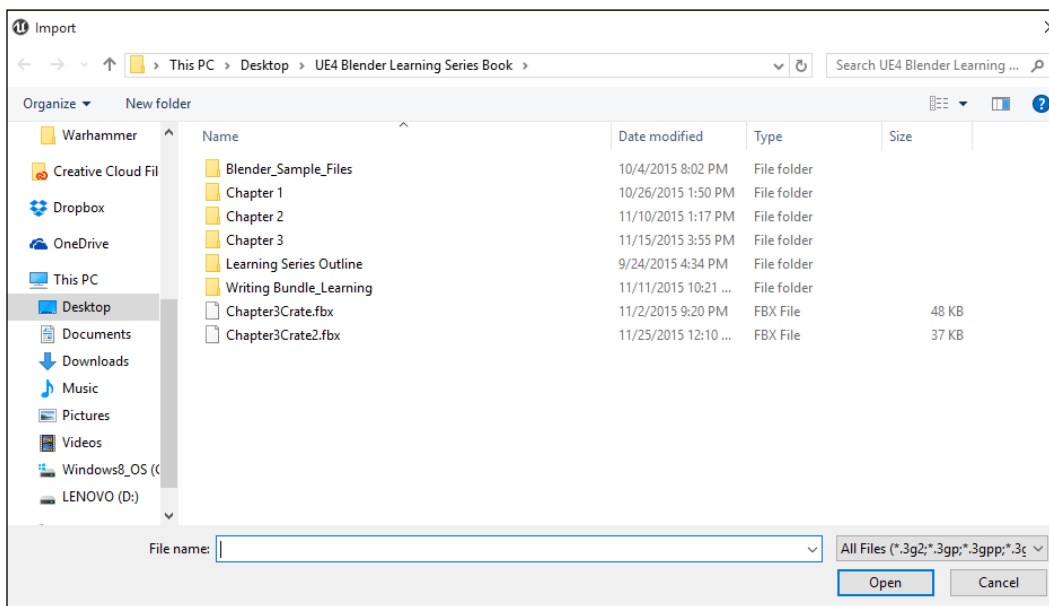 Import
This PC > Desktop > UE4 Blender Learning Series Book >
Search UE4 Blender Learning ...
Organize
New folder
Warhammer
Creative Cloud Fil
Dropbox
OneDrive
This PC
Desktop
Documents
Downloads
Music
Pictures
Videos
Windows8_OS (C
LENOVO (D:)
Name Date modified Type Size
Blender_Sample_Files 10/4/2015 8:02 PM File folder
Chapter 1 10/26/2015 1:50 PM File folder
Chapter 2 11/10/2015 1:17 PM File folder
Chapter 3 11/15/2015 3:55 PM File folder
Learning Series Outline 9/24/2015 4:34 PM File folder
Writing Bundle_Learning 11/11/2015 10:21 ... File folder
Chapter3Crate.fbx 11/2/2015 9:20 PM FBX File 48 KB
Chapter3Crate2.fbx 11/25/2015 12:10 ... FBX File 37 KB
File name:
All Files (*.3g2;*.3gp;*.3gpp;*.3g
Open Cancel